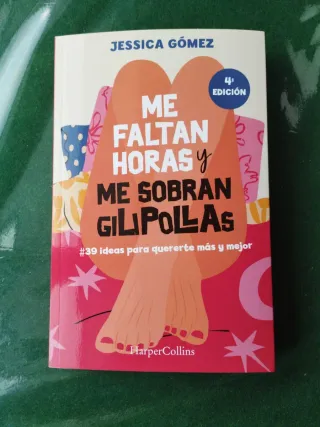 JESSICA GÓMEZ
4ª
EDICIÓN
ME
FALTAN
HORAS y
ME SOBRAN
GILIPOLLAS
#39 ideas para quererte más y mejor
HarperCollins